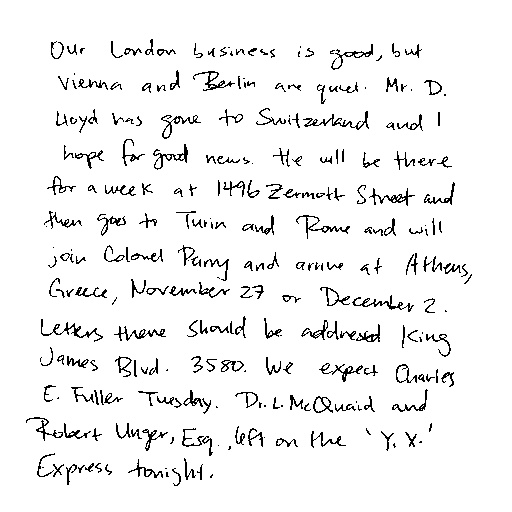 Our London business is good, but
Vienna and Berlin are quiet. Mr. D.
Lloyd has gone to Switzerland and I
hope for good news. He will be there
for a week at 1496 Zermott Street and
then goes to Turin and Rome and will
join Colonel Parry and arrive at Athens,
Greece, November 27 or December 2.
Letters there should be addressed King
James Blvd. 3580. We expect Charles
E. Fuller Tuesday. Dr. L. McQuaid and
Robert Unger, Esq., left on the 'Y. X.'
Express tonight.